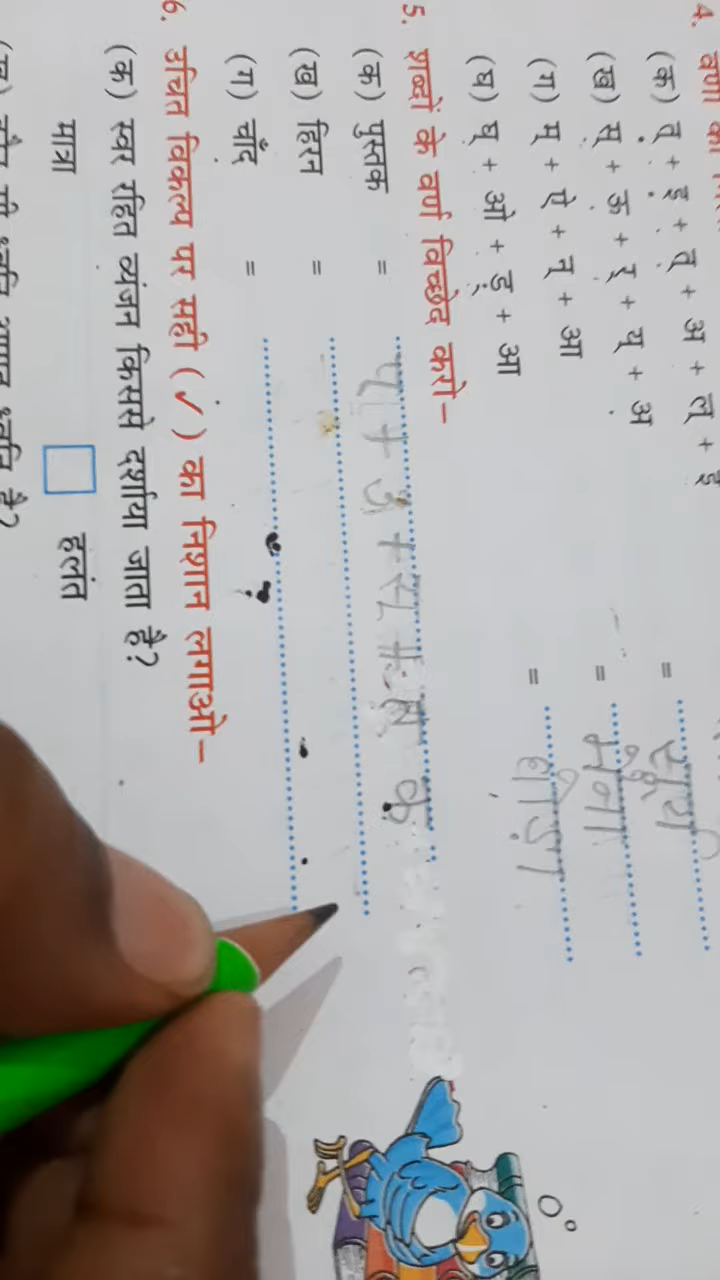 4. वर्णों को
(क) त् + इ + त् + अ + ल् + ई
(ख) स् + ऊ + र् + य् + अ = सूर्य
(ग) म् + ऐ + न् + आ = मैना
(घ) घ् + ओ + ड़् + आ = घोड़ा
5. शब्दों के वर्ण विच्छेद करो–
(क) पुस्तक = प + उ + स् + त क
(ख) हिरन =
(ग) चाँद =
6. उचित विकल्प पर सही (✓) का निशान लगाओ–
(क) स्वर रहित व्यंजन किससे दर्शाया जाता है?
मात्रा हलंत